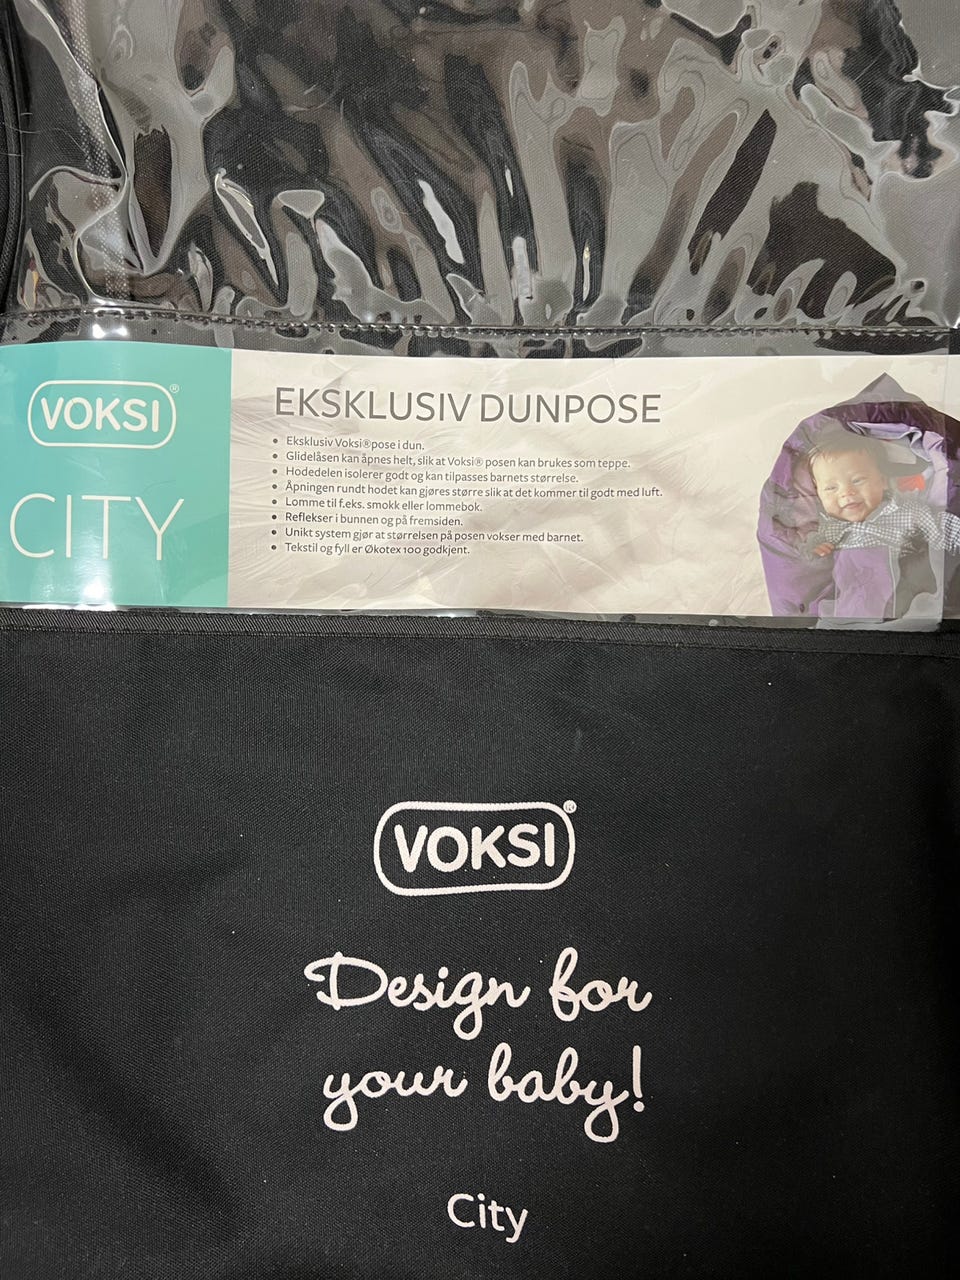 VOKSI®
CITY
EKSKLUSIV DUNPOSE
• Eksklusiv Voksi® pose i dun.
• Glidelåsen kan åpnes helt, slik at Voksi® posen kan brukes som teppe.
• Hodedelen isolerer godt og kan tilpasses barnets størrelse.
• Åpningen rundt hodet kan gjøres større slik at det kommer til godt med luft.
• Lomme til f.eks. smokk eller lommebok.
• Reflekser i bunnen og på fremsiden.
• Unikt system gjør at størrelsen på posen vokser med barnet.
• Tekstil og fyll er Økotex 100 godkjent.
VOKSI®
Design for
your baby!
City